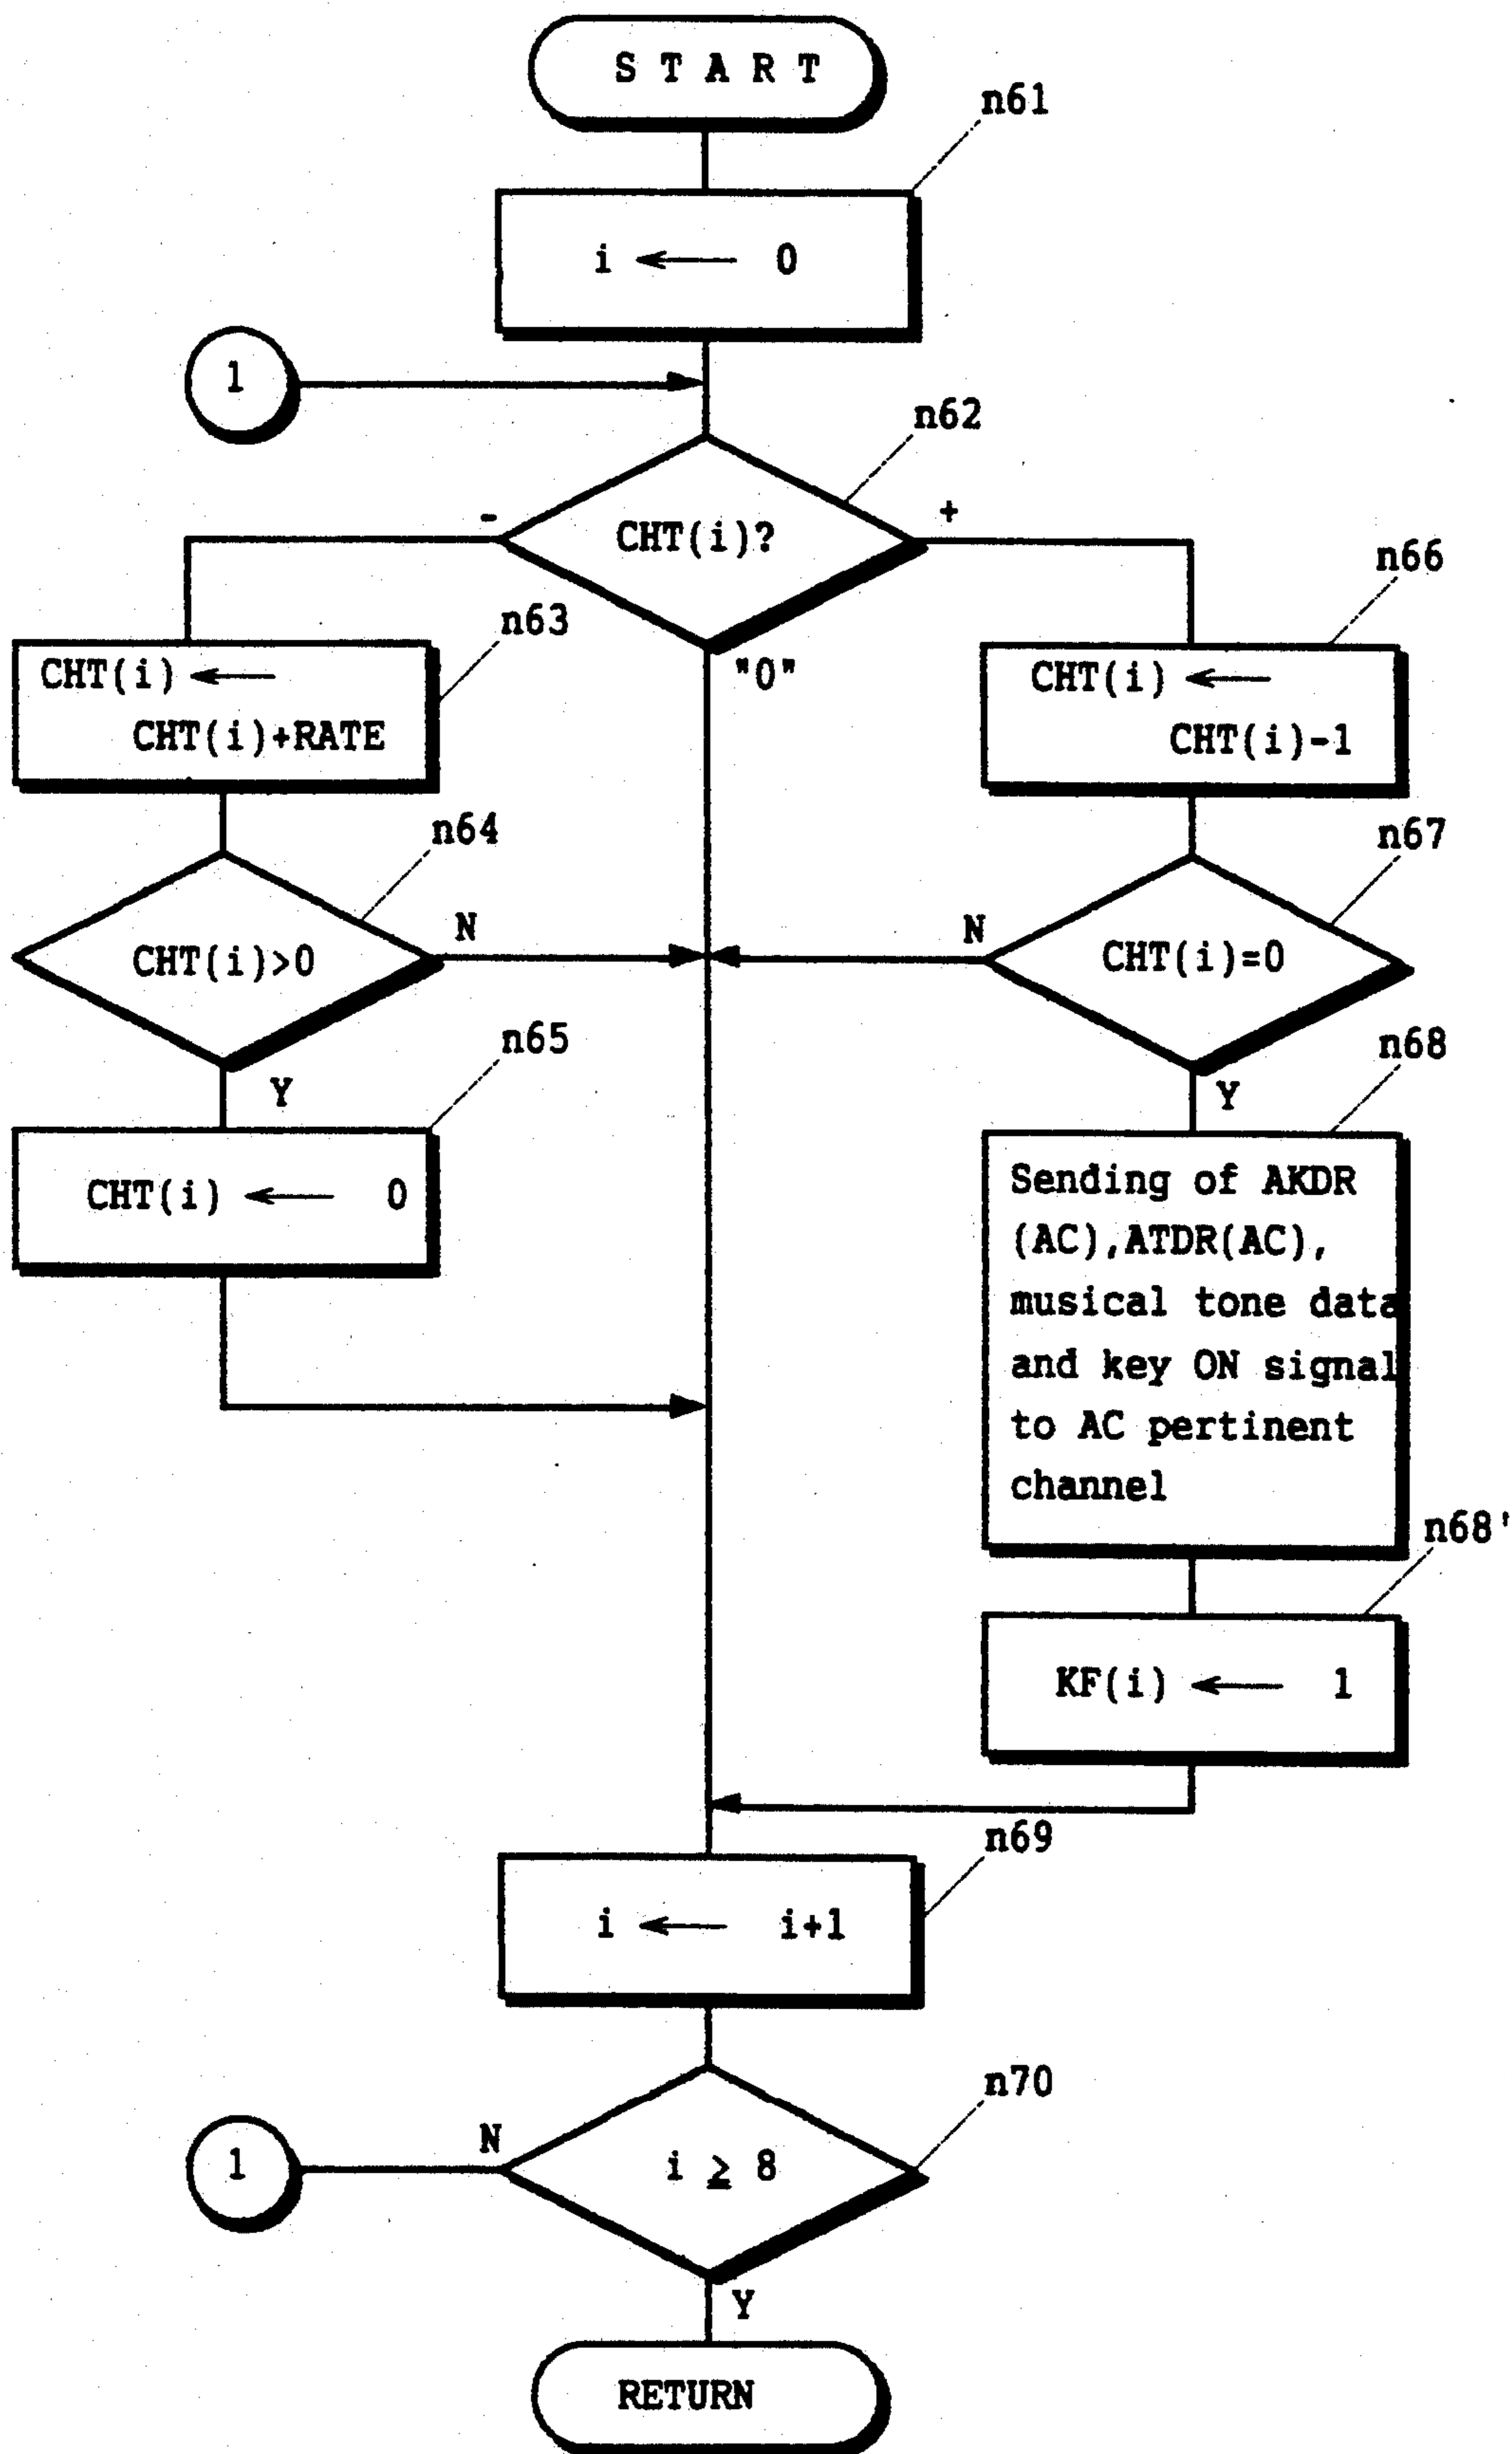 START
n61
i ← 0
1
n62
CHT(i)?
-
+
"0"
n63
CHT(i) ←
CHT(i)+RATE
n66
CHT(i) ←
CHT(i)-1
n64
CHT(i)>0
N
Y
n67
CHT(i)=0
N
Y
n65
CHT(i) ← 0
n68
Sending of AKDR
(AC),ATDR(AC),
musical tone data
and key ON signal
to AC pertinent
channel
n68'
KF(i) ← 1
n69
i ← i+1
n70
i ≥ 8
N
1
Y
RETURN